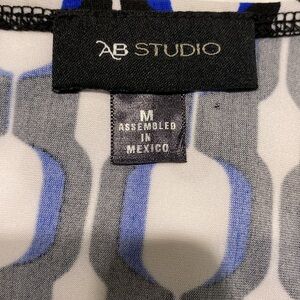 AB STUDIO
M
ASSEMBLED
IN
MEXICO